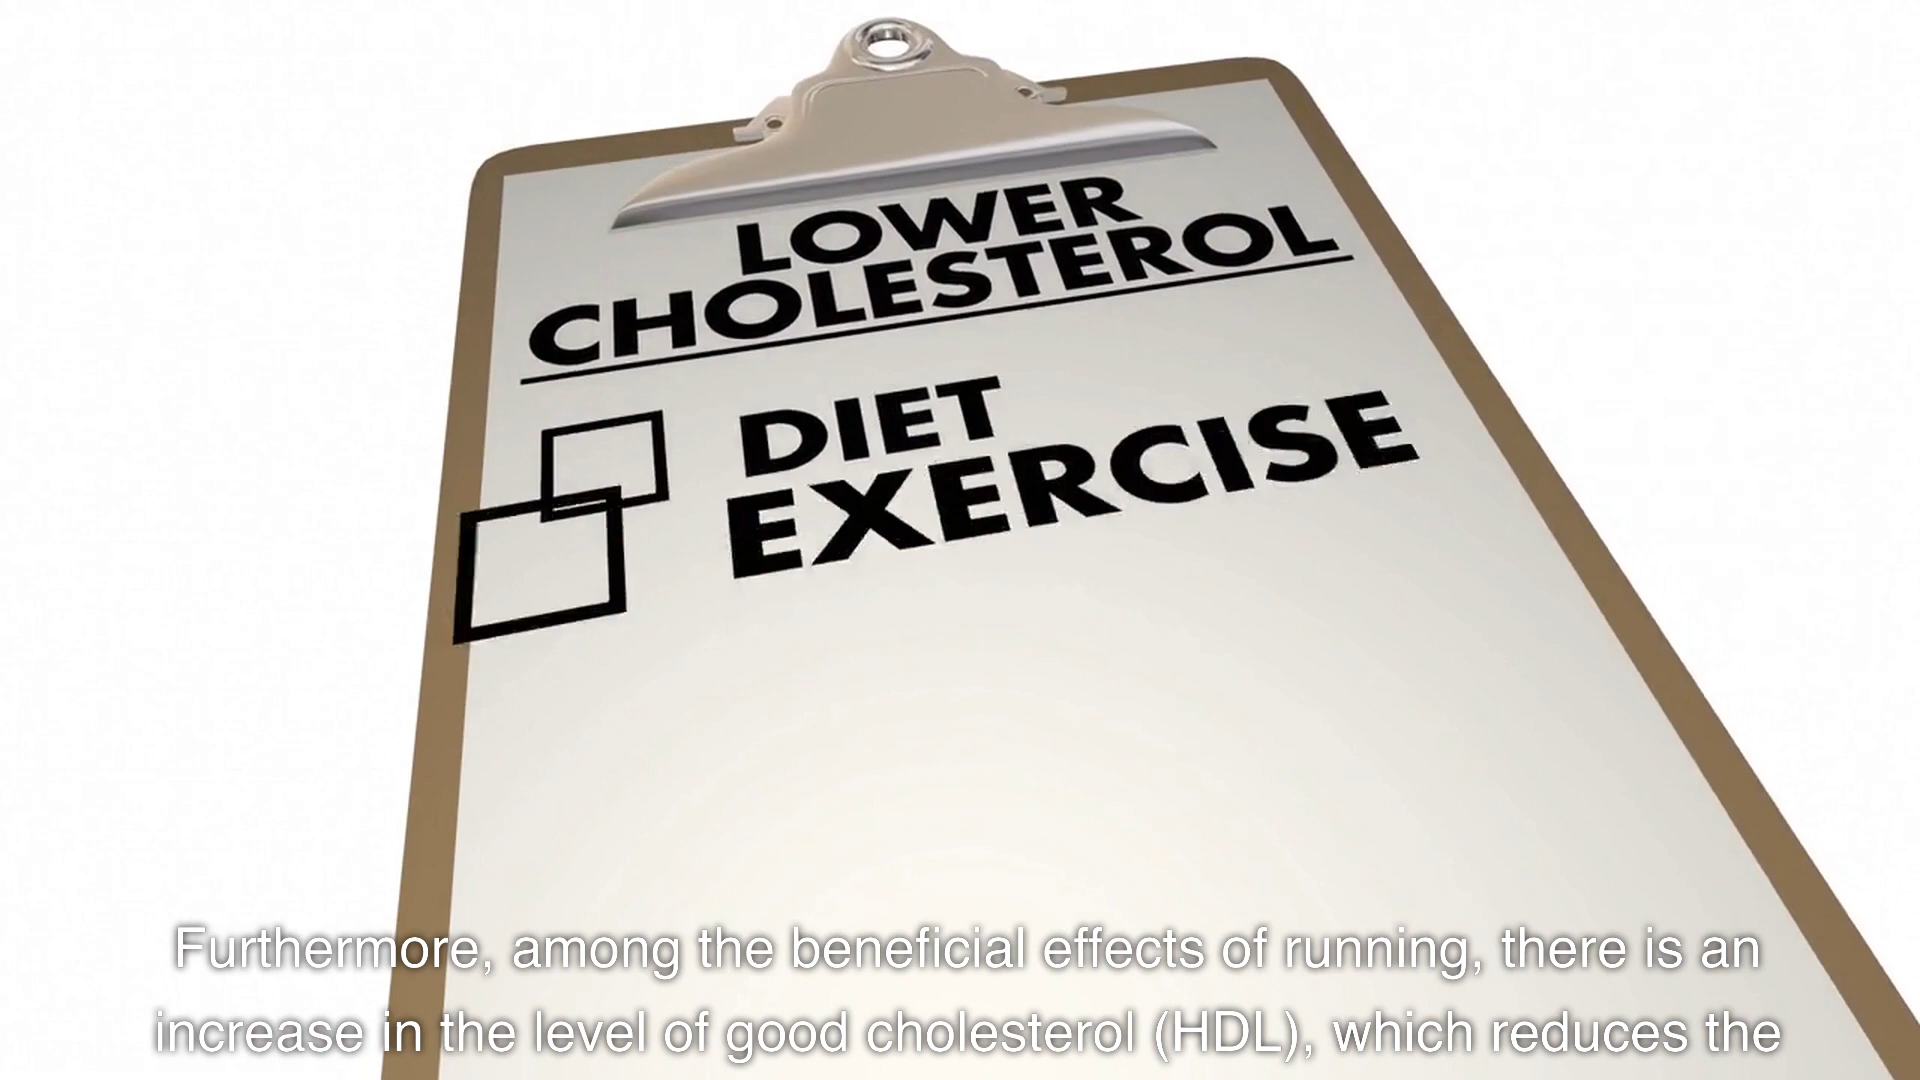 LOWER
CHOLESTEROL
DIET
EXERCISE
Furthermore, among the beneficial effects of running, there is an
increase in the level of good cholesterol (HDL), which reduces the